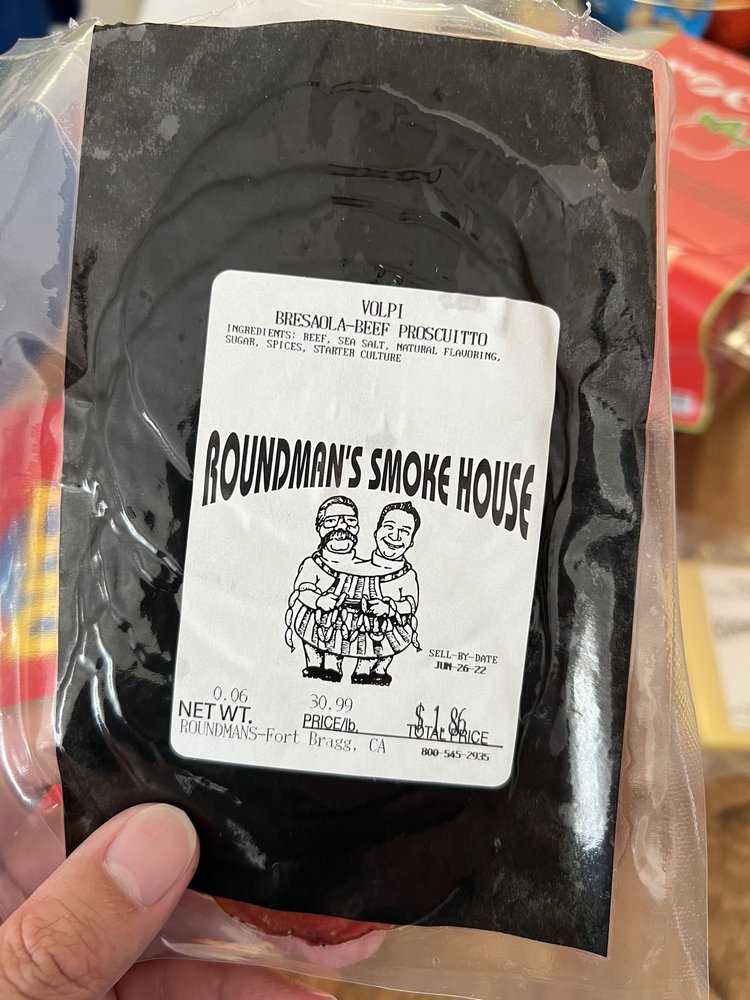 VOLPI
BRESAOLA-BEEF PROSCUITTO
INGREDIENTS: BEEF, SEA SALT, NATURAL FLAVORING,
SUGAR, SPICES, STARTER CULTURE
ROUNDMAN'S SMOKE HOUSE
SELL-BY-DATE
JUN-26-22
0.06 30.99 $ 1.86
NET WT. PRICE/lb. TOTAL PRICE
ROUNDMANS-Fort Bragg, CA 800-545-2935